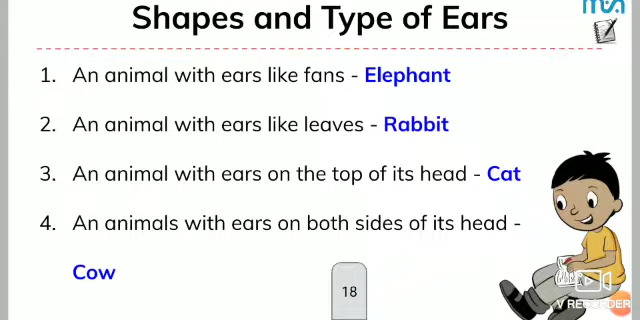 Shapes and Type of Ears
1. An animal with ears like fans - Elephant
2. An animal with ears like leaves - Rabbit
3. An animal with ears on the top of its head - Cat
4. An animals with ears on both sides of its head -
Cow
18
V RECORDER